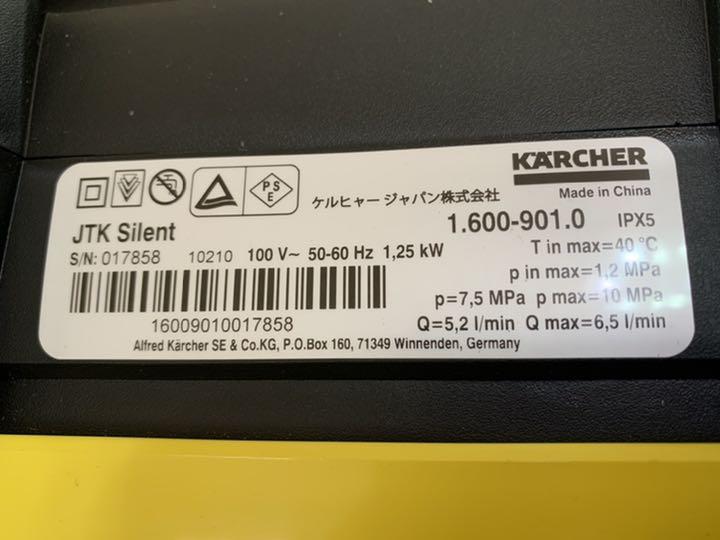 KÄRCHER
Made in China
PS
E
ケルヒャー ジャパン株式会社
1.600-901.0 IPX5
JTK Silent
T in max=40 °C
S/N: 017858 10210 100 V~ 50-60 Hz 1,25 kW
p in max=1,2 MPa
p=7,5 MPa p max=10 MPa
16009010017858
Q=5,2 l/min Q max=6,5 l/min
Alfred Kärcher SE & Co.KG, P.O.Box 160, 71349 Winnenden, Germany